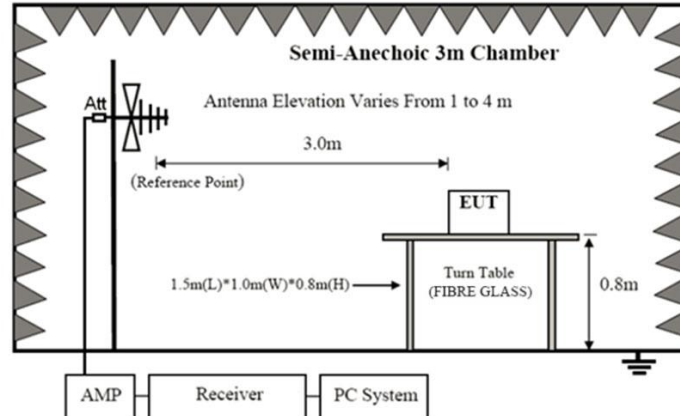 Semi-Anechoic 3m Chamber
Att
Antenna Elevation Varies From 1 to 4 m
3.0m
(Reference Point)
EUT
1.5m(L)*1.0m(W)*0.8m(H)
Turn Table
(FIBRE GLASS)
0.8m
AMP
Receiver
PC System